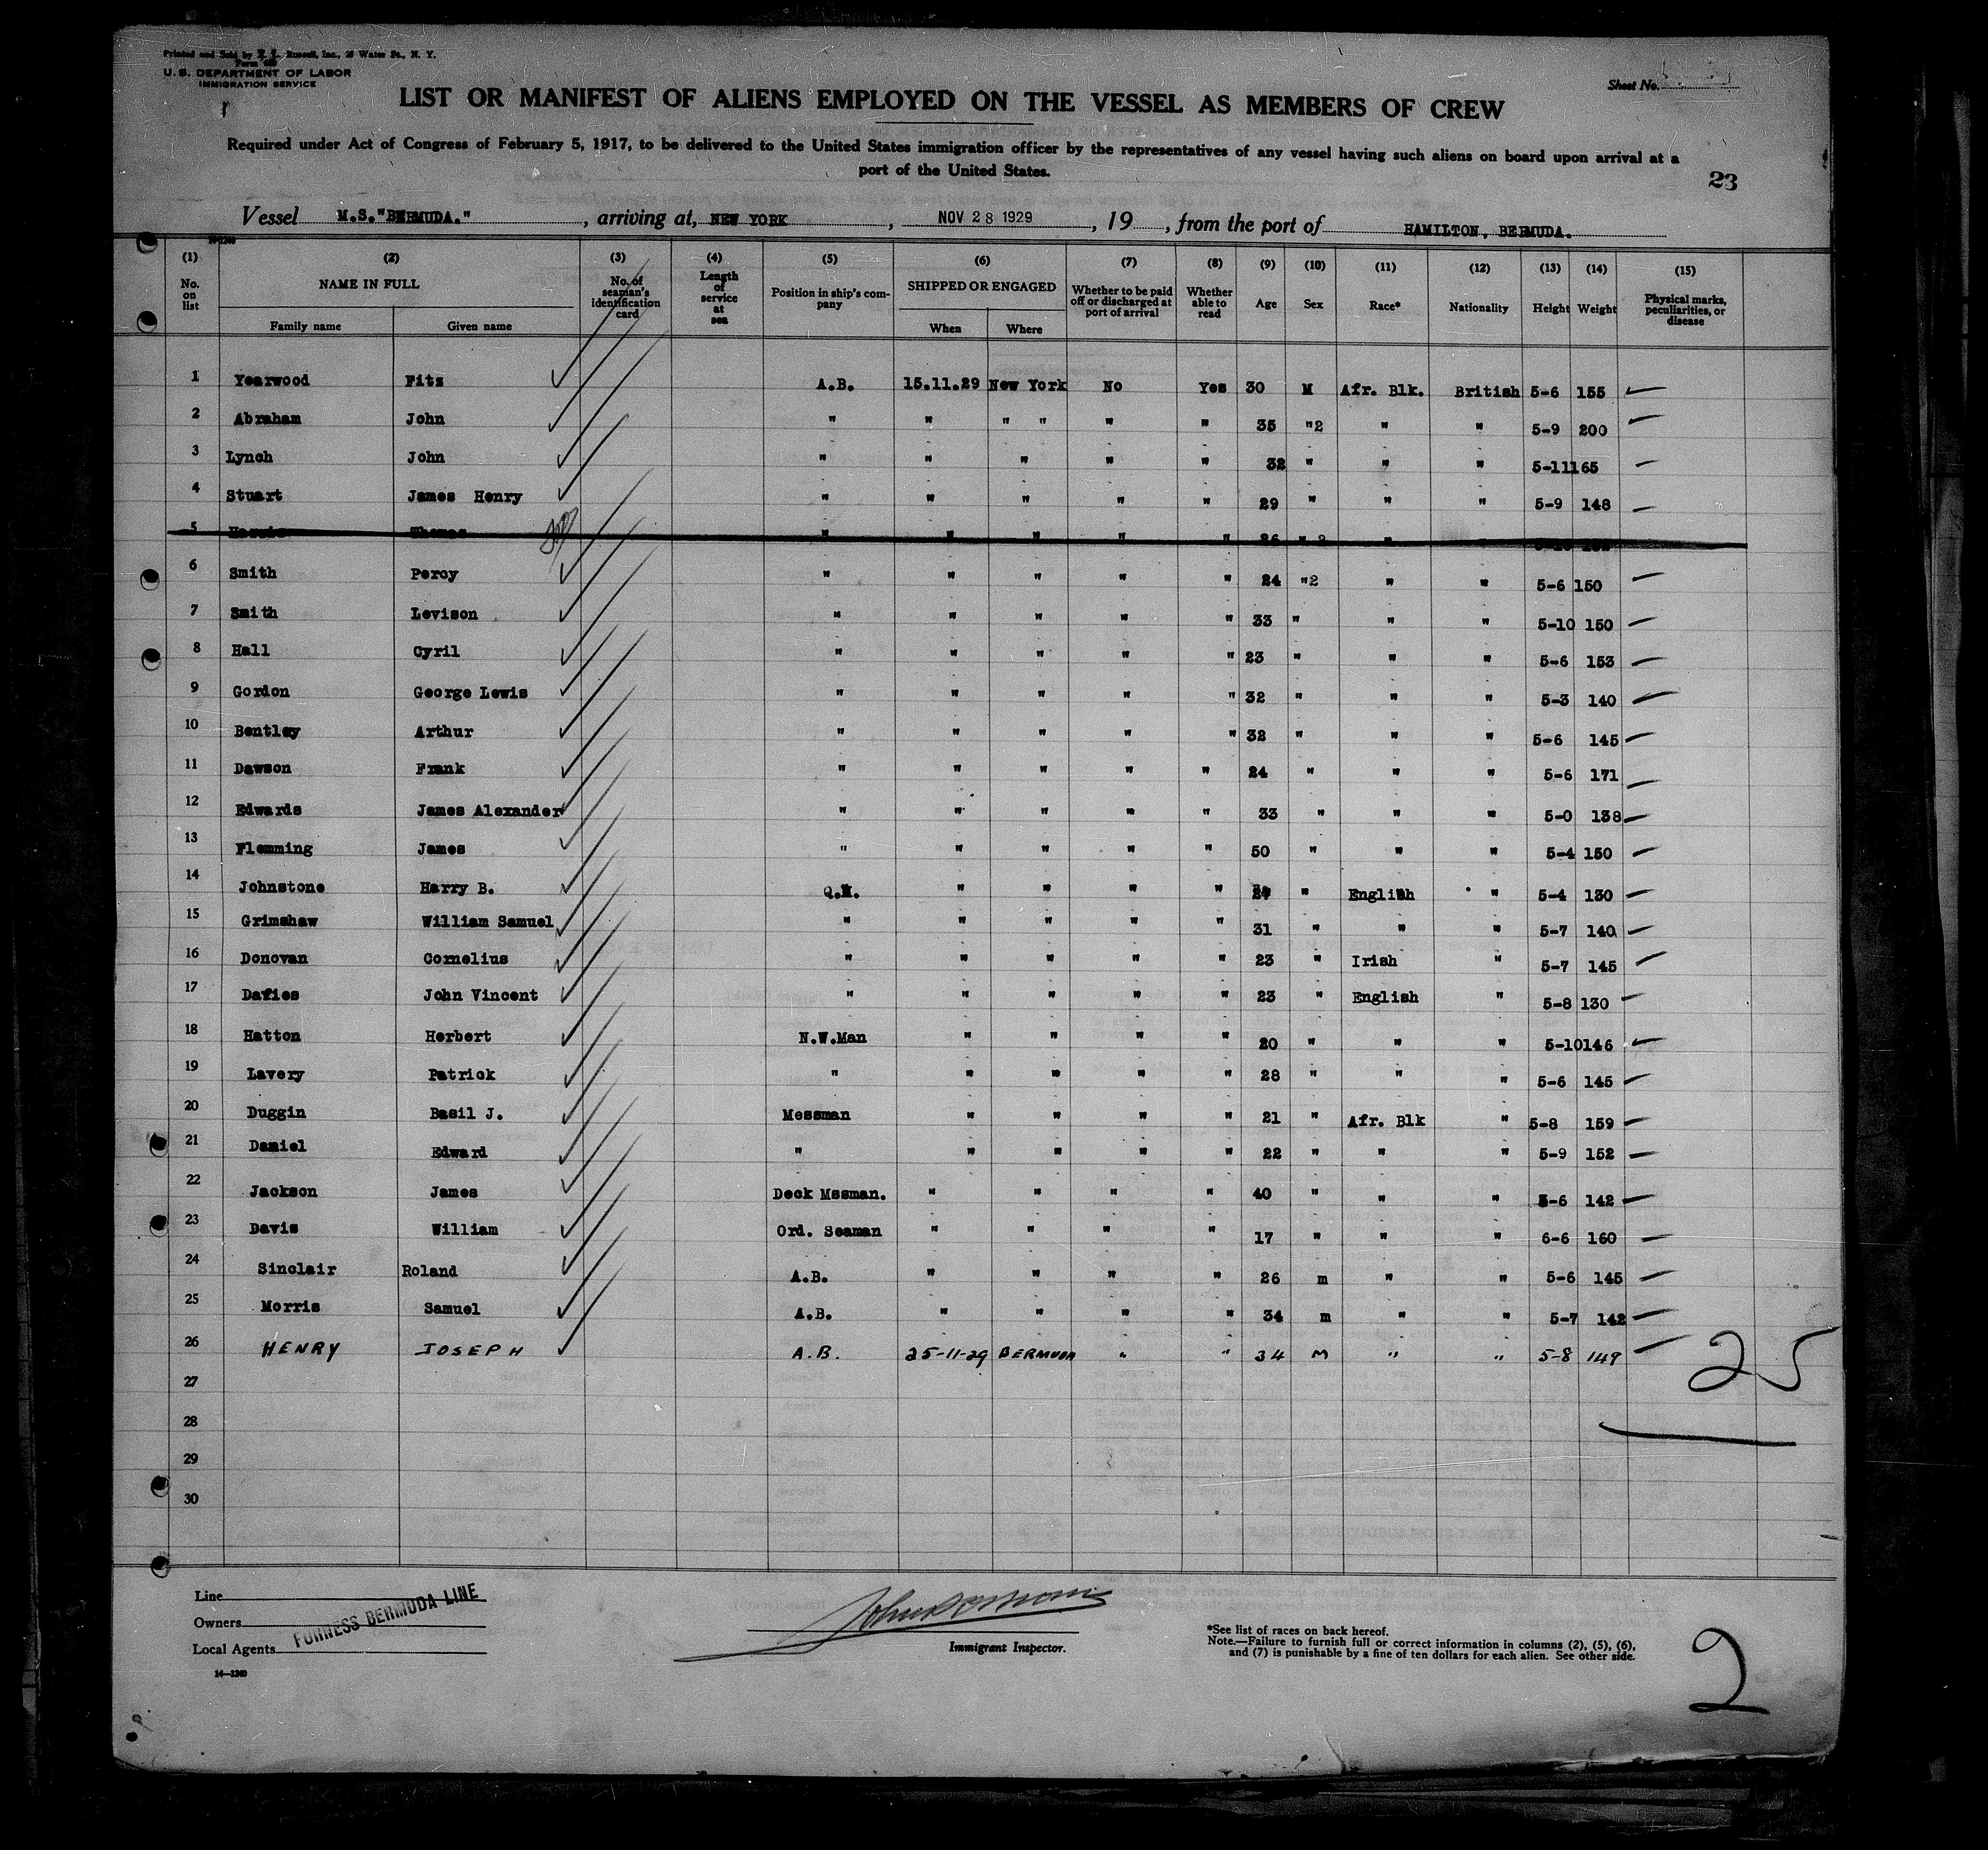 Printed and Sold by Russell, Inc., Water St., N. Y.
U. S. DEPARTMENT OF LABOR
IMMIGRATION SERVICE
Sheet No.
LIST OR MANIFEST OF ALIENS EMPLOYED ON THE VESSEL AS MEMBERS OF CREW
Required under Act of Congress of February 5, 1917, to be delivered to the United States immigration officer by the representatives of any vessel having such aliens on board upon arrival at a
port of the United States.
23
Vessel M.S."BERMUDA." , arriving at, NEW YORK , NOV 28 1929 , 19 , from the port of HAMILTON, BERMUDA.
(1) (2) (3) (4) (5) (6) (7) (8) (9) (10) (11) (12) (13) (14) (15)
No. on list NAME IN FULL No. of seaman's identification card Length of service at sea Position in ship's company SHIPPED OR ENGAGED Whether to be paid off or discharged at port of arrival Whether able to read Age Sex Race* Nationality Height Weight Physical marks, peculiarities, or disease
Family name Given name When Where
1 Yearwood Fitz A.B. 15.11.29 New York No Yes 30 M Afr. Blk. British 5-6 155
2 Abraham John " " " " " " 35 "2 " " 5-9 200
3 Lynch John " " " " " 32 " " " 5-11 165
4 Stuart James Henry " " " " " 29 " " " 5-9 148
5 Thomas " " " " " " "
6 Smith Percy " " " " " 24 "2 " " 5-6 150
7 Smith Levison " " " " " 33 " " " 5-10 150
8 Hall Cyril " " " " " 23 " " " 5-6 153
9 Gordon George Lewis " " " " " 32 " " " 5-3 140
10 Bentley Arthur " " " " " 32 " " " 5-6 145
11 Dawson Frank " " " " " 24 " " " 5-6 171
12 Edwards James Alexander " " " " " 33 " " " 5-0 138
13 Flemming James " " " " " 50 " " " 5-4 150
14 Johnstone Harry B. Q.M. " " " " " English " 5-4 130
15 Grimshaw William Samuel " " " " " 31 " " " 5-7 140
16 Donovan Cornelius " " " " " 23 " Irish " 5-7 145
17 Davies John Vincent " " " " " 23 " English " 5-8 130
18 Hatton Herbert N.W.Man " " " " 20 " " " 5-10 146
19 Lavery Patrick " " " " " 28 " " " 5-6 145
20 Duggin Basil J. Messman " " " " 21 " Afr. Blk " 5-8 159
21 Daniel Edward " " " " " 22 " " " 5-9 152
22 Jackson James Deck Mssman. " " " " 40 " " " 5-6 142
23 Davis William Ord. Seaman " " " " 17 " " " 6-6 160
24 Sinclair Roland A.B. " " " " 26 m " " 5-6 145
25 Morris Samuel A.B. " " " " 34 m " " 5-7 142
26 HENRY JOSEPH A.B. 25-11-29 BERMUDA " " 34 M " " 5-8 149
25
27
28
29
30
Line
Owners
Local Agents
FURNESS BERMUDA LINE
14—1240
Immigrant Inspector.
*See list of races on back hereof.
Note.—Failure to furnish full or correct information in columns (2), (5), (6),
and (7) is punishable by a fine of ten dollars for each alien. See other side.
2